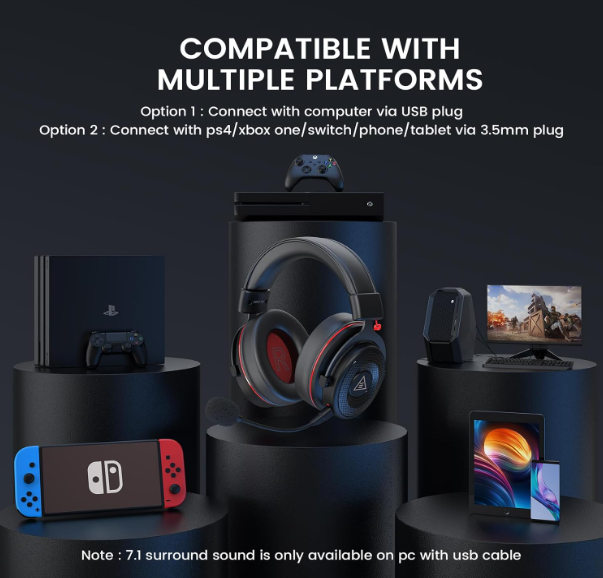 COMPATIBLE WITH
MULTIPLE PLATFORMS
Option 1 : Connect with computer via USB plug
Option 2 : Connect with ps4/xbox one/switch/phone/tablet via 3.5mm plug
Note : 7.1 surround sound is only available on pc with usb cable